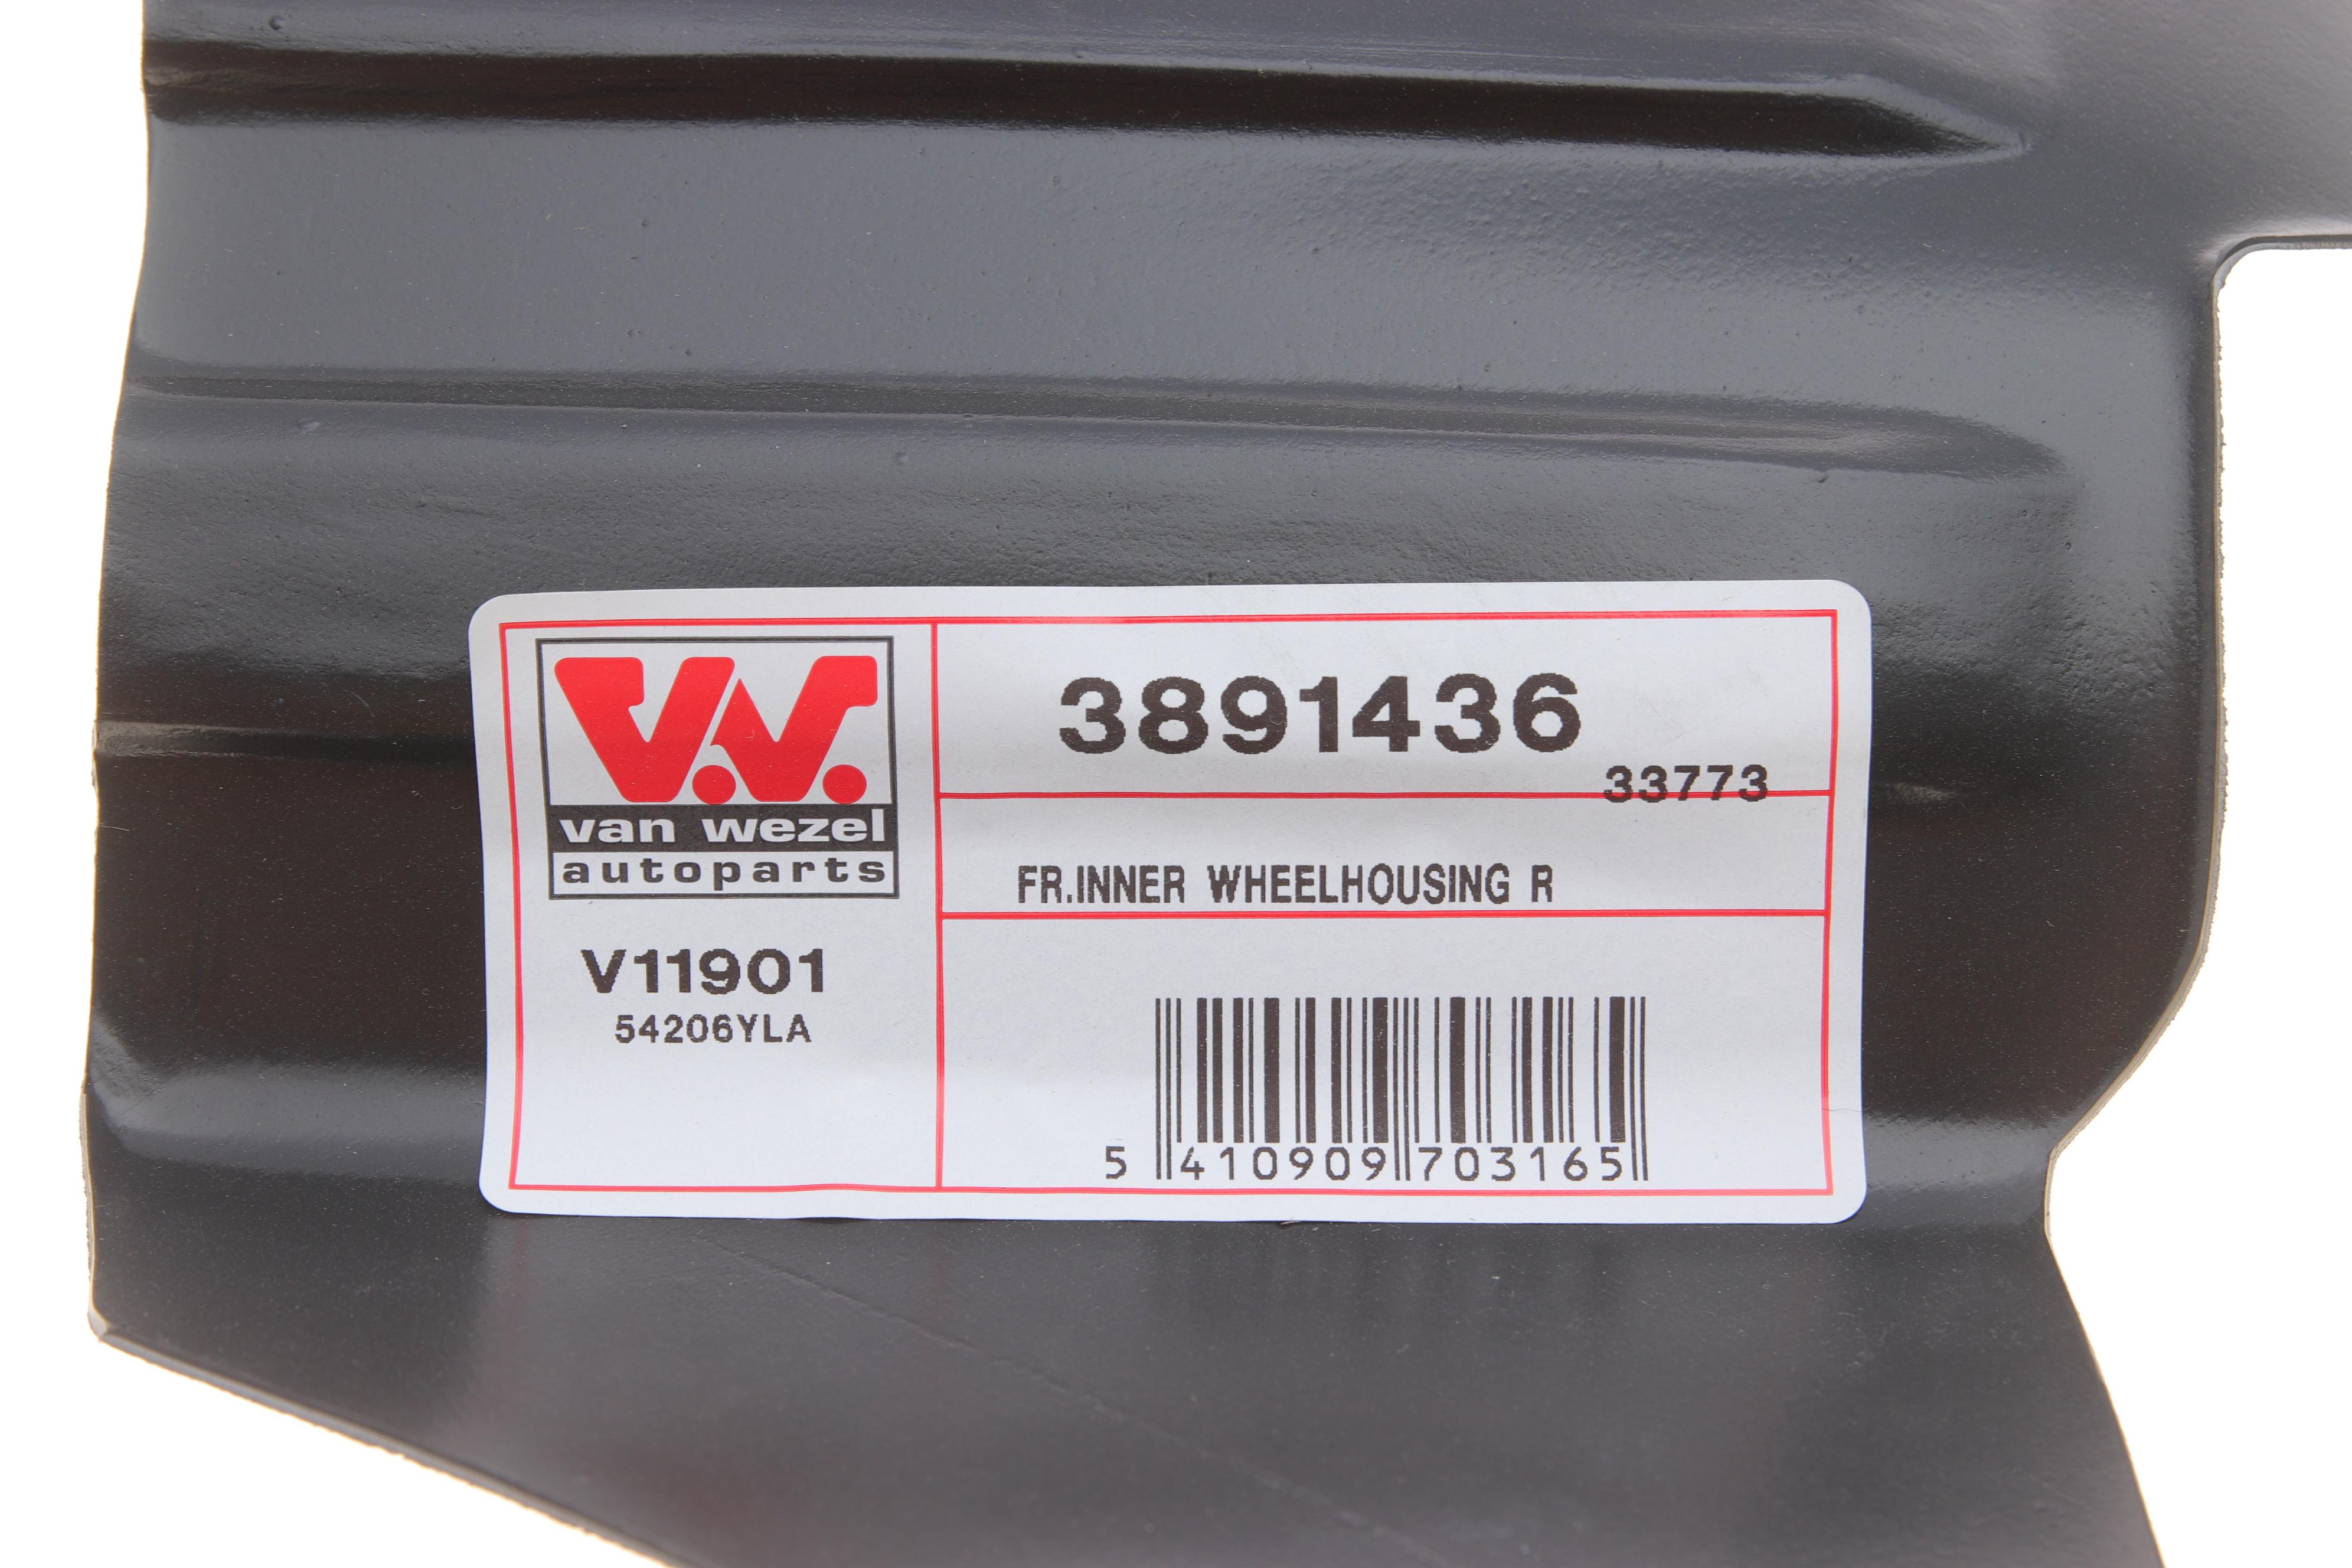 V.W.
van wezel
autoparts
V11901
54206YLA
3891436
33773
FR.INNER WHEELHOUSING R
5 410909 703165